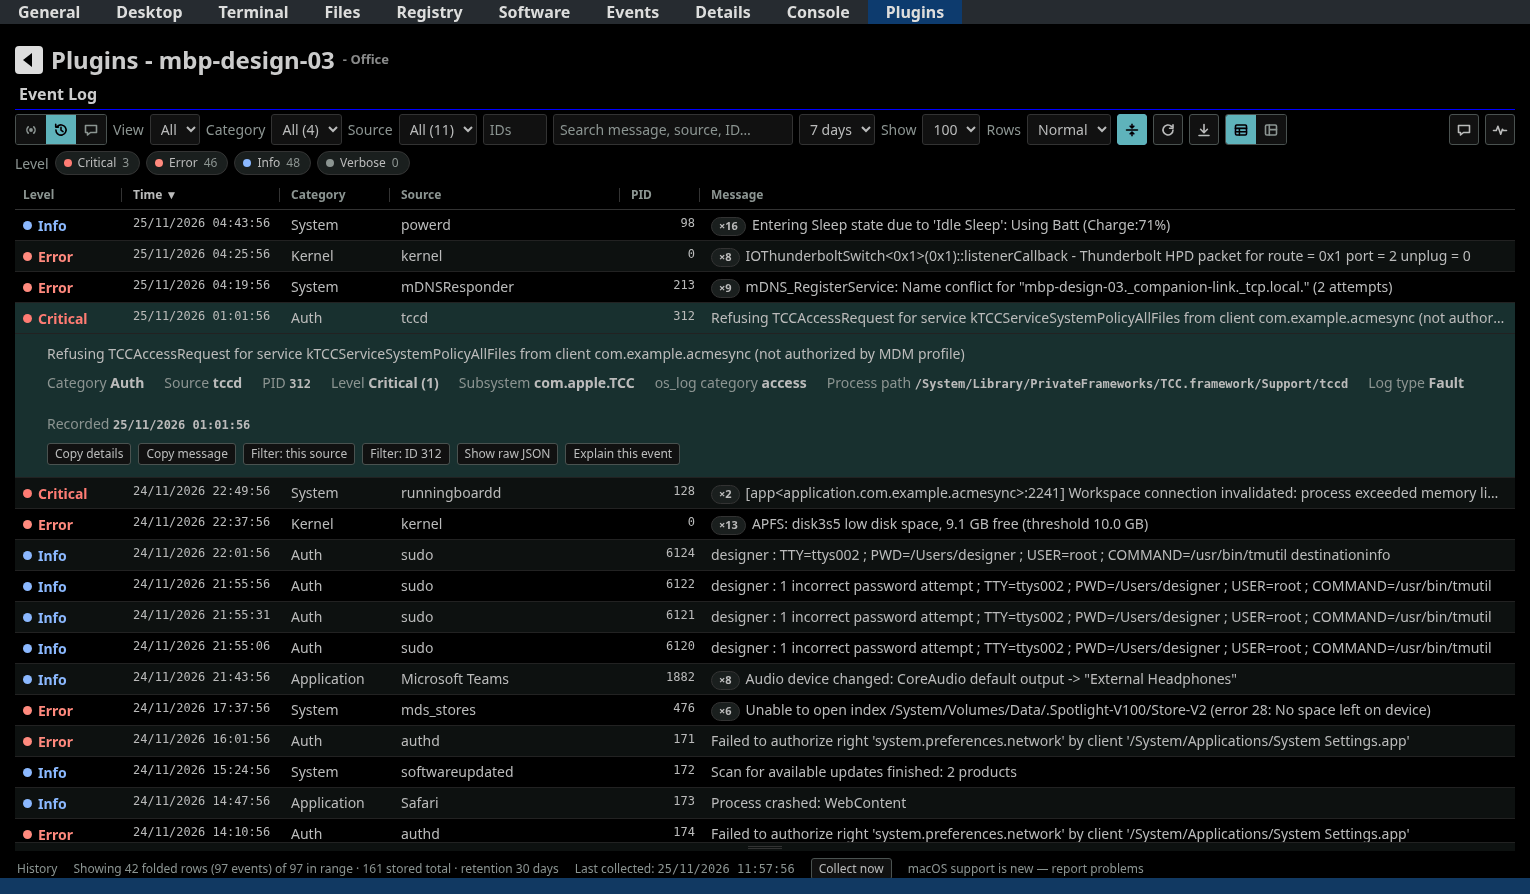 General Desktop Terminal Files Registry Software Events Details Console Plugins
Plugins - mbp-design-03 - Office
Event Log
View All Category All (4) Source All (11) IDs Search message, source, ID... 7 days Show 100 Rows Normal
Level Critical 3 Error 46 Info 48 Verbose 0
Level Time ▼ Category Source PID Message
Info 25/11/2026 04:43:56 System powerd 98 ×16 Entering Sleep state due to 'Idle Sleep': Using Batt (Charge:71%)
Error 25/11/2026 04:25:56 Kernel kernel 0 ×8 IOThunderboltSwitch<0x1>(0x1)::listenerCallback - Thunderbolt HPD packet for route = 0x1 port = 2 unplug = 0
Error 25/11/2026 04:19:56 System mDNSResponder 213 ×9 mDNS_RegisterService: Name conflict for "mbp-design-03._companion-link._tcp.local." (2 attempts)
Critical 25/11/2026 01:01:56 Auth tccd 312 Refusing TCCAccessRequest for service kTCCServiceSystemPolicyAllFiles from client com.example.acmesync (not author...
Refusing TCCAccessRequest for service kTCCServiceSystemPolicyAllFiles from client com.example.acmesync (not authorized by MDM profile)
Category Auth Source tccd PID 312 Level Critical (1) Subsystem com.apple.TCC os_log category access Process path /System/Library/PrivateFrameworks/TCC.framework/Support/tccd Log type Fault
Recorded 25/11/2026 01:01:56
Copy details Copy message Filter: this source Filter: ID 312 Show raw JSON Explain this event
Critical 24/11/2026 22:49:56 System runningboardd 128 ×2 [app<application.com.example.acmesync>:2241] Workspace connection invalidated: process exceeded memory li...
Error 24/11/2026 22:37:56 Kernel kernel 0 ×13 APFS: disk3s5 low disk space, 9.1 GB free (threshold 10.0 GB)
Info 24/11/2026 22:01:56 Auth sudo 6124 designer : TTY=ttys002 ; PWD=/Users/designer ; USER=root ; COMMAND=/usr/bin/tmutil destinationinfo
Info 24/11/2026 21:55:56 Auth sudo 6122 designer : 1 incorrect password attempt ; TTY=ttys002 ; PWD=/Users/designer ; USER=root ; COMMAND=/usr/bin/tmutil
Info 24/11/2026 21:55:31 Auth sudo 6121 designer : 1 incorrect password attempt ; TTY=ttys002 ; PWD=/Users/designer ; USER=root ; COMMAND=/usr/bin/tmutil
Info 24/11/2026 21:55:06 Auth sudo 6120 designer : 1 incorrect password attempt ; TTY=ttys002 ; PWD=/Users/designer ; USER=root ; COMMAND=/usr/bin/tmutil
Info 24/11/2026 21:43:56 Application Microsoft Teams 1882 ×8 Audio device changed: CoreAudio default output -> "External Headphones"
Error 24/11/2026 17:37:56 System mds_stores 476 ×6 Unable to open index /System/Volumes/Data/.Spotlight-V100/Store-V2 (error 28: No space left on device)
Error 24/11/2026 16:01:56 Auth authd 171 Failed to authorize right 'system.preferences.network' by client '/System/Applications/System Settings.app'
Info 24/11/2026 15:24:56 System softwareupdated 172 Scan for available updates finished: 2 products
Info 24/11/2026 14:47:56 Application Safari 173 Process crashed: WebContent
Error 24/11/2026 14:10:56 Auth authd 174 Failed to authorize right 'system.preferences.network' by client '/System/Applications/System Settings.app'
History Showing 42 folded rows (97 events) of 97 in range · 161 stored total · retention 30 days Last collected: 25/11/2026 11:57:56 Collect now macOS support is new — report problems